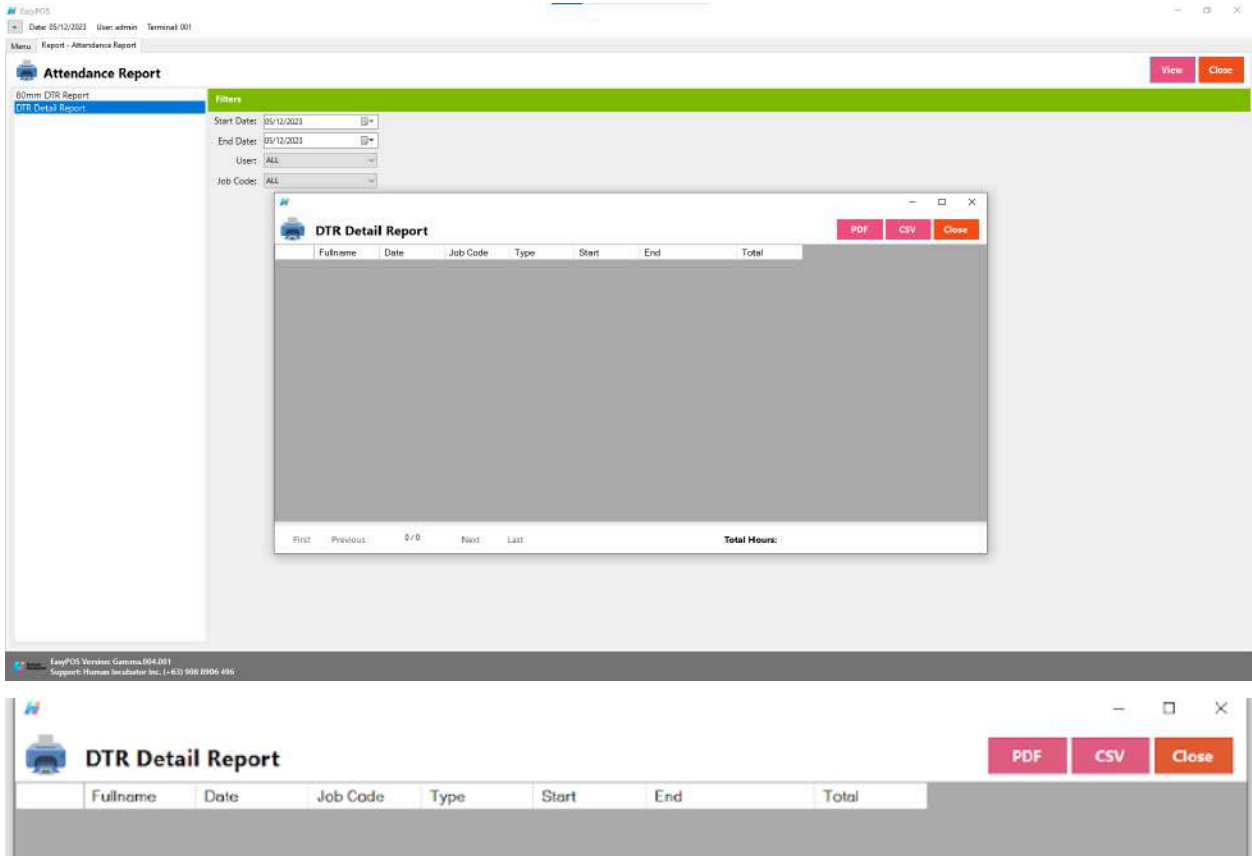 EasyPOS
Date: 05/12/2023 User: admin Terminal: 001
Menu Report - Attendance Report
Attendance Report View Close
80mm DTR Report
DTR Detail Report
Filters
Start Date: 05/12/2023
End Date: 05/12/2023
User: ALL
Job Code: ALL
DTR Detail Report PDF CSV Close
Fullname Date Job Code Type Start End Total
First Previous 0 / 0 Next Last Total Hours:
EasyPOS Version: Gamma.004.001
Support: Human Incubator Inc. (+63) 908 8906 496
DTR Detail Report PDF CSV Close
Fullname Date Job Code Type Start End Total